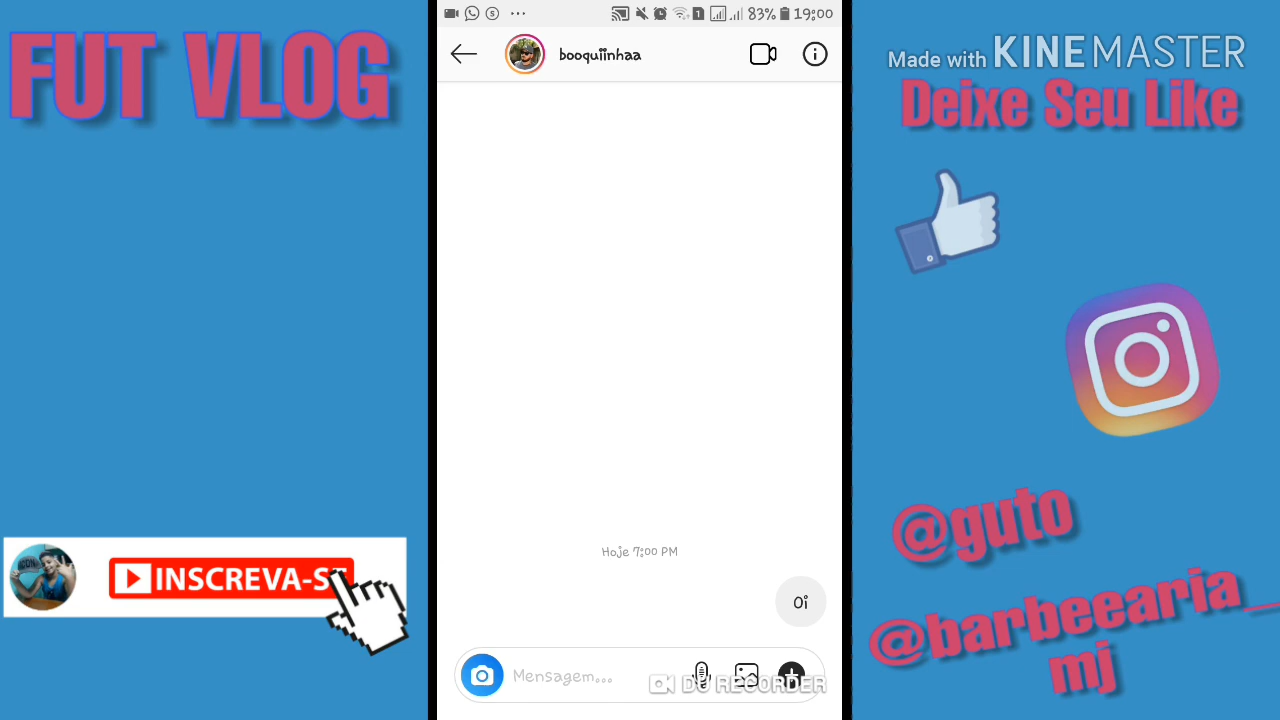 FUT VLOG
83% 19:00
booquiinhaa
Made with KINEMASTER
Deixe Seu Like
Hoje 7:00 PM
Oi
Mensagem...
DU RECORDER
INSCREVA-SE
@guto
@barbeearia__
mj